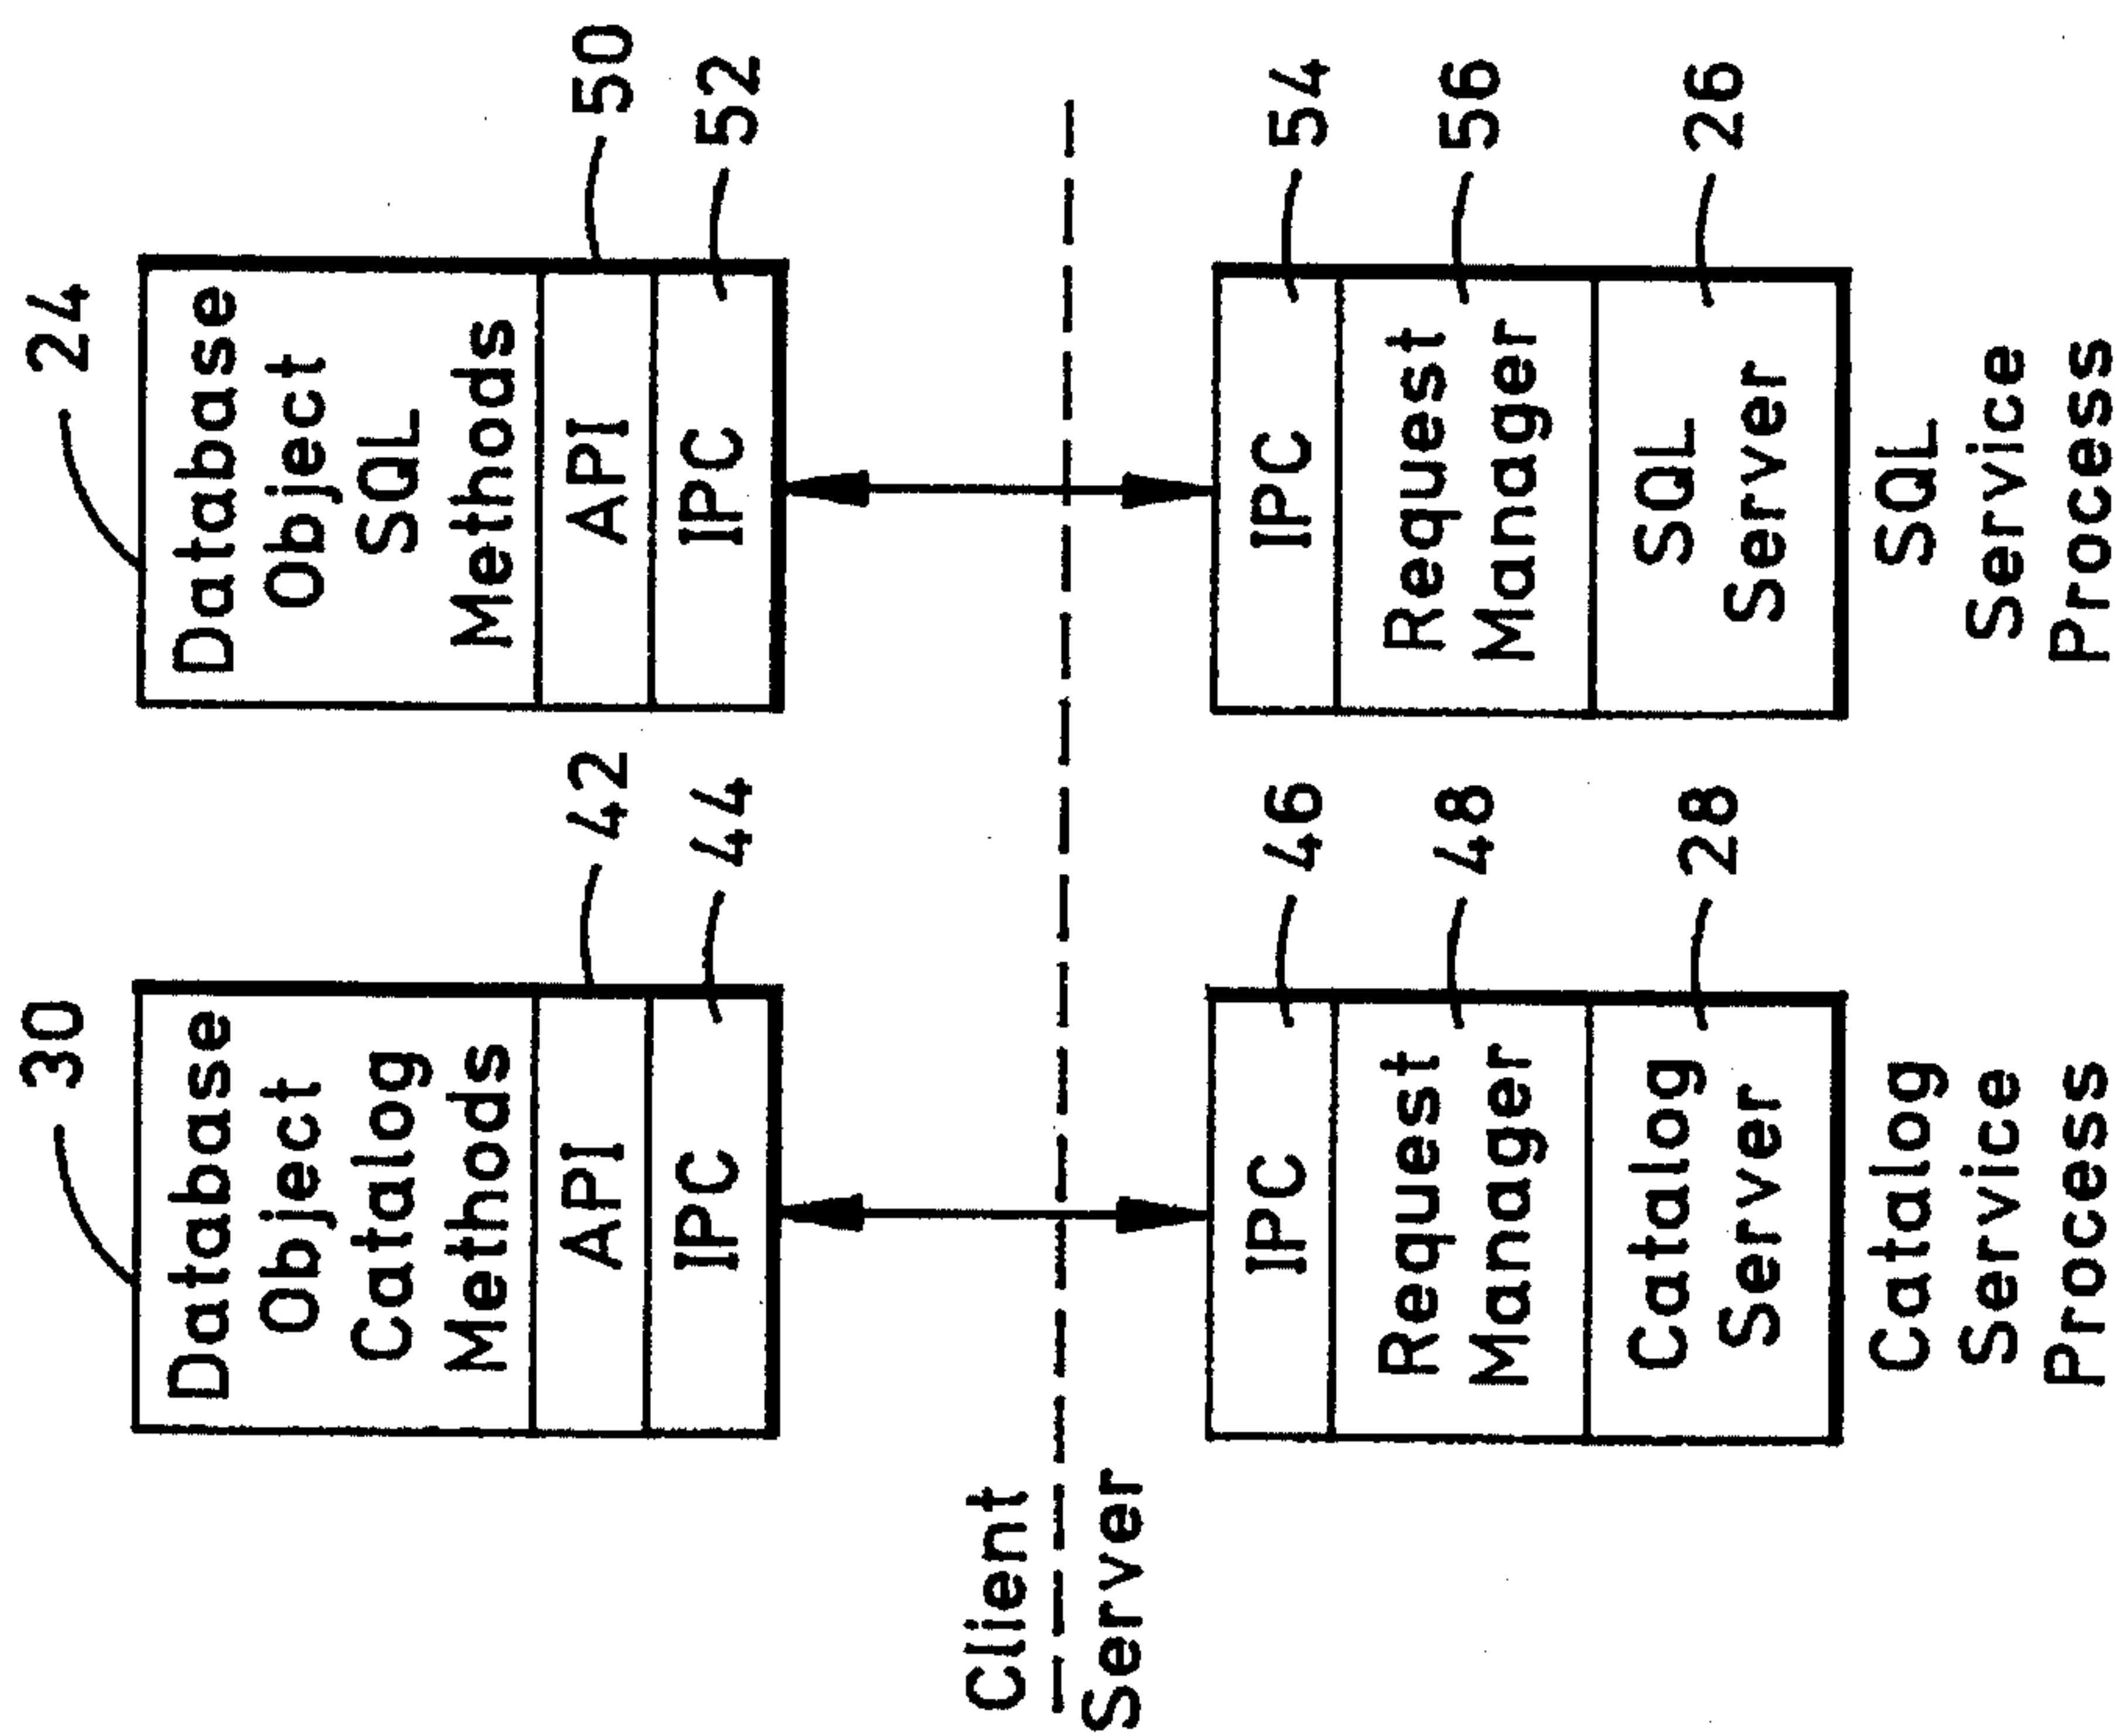 30
Database
Object
Catalog
Methods
API
IPC
42
44
24
Database
Object
SQL
Methods
API
IPC
50
52
Client
Server
IPC
Request
Manager
Catalog
Server
46
48
28
Catalog
Service
Process
IPC
Request
Manager
SQL
Server
54
56
26
SQL
Service
Process